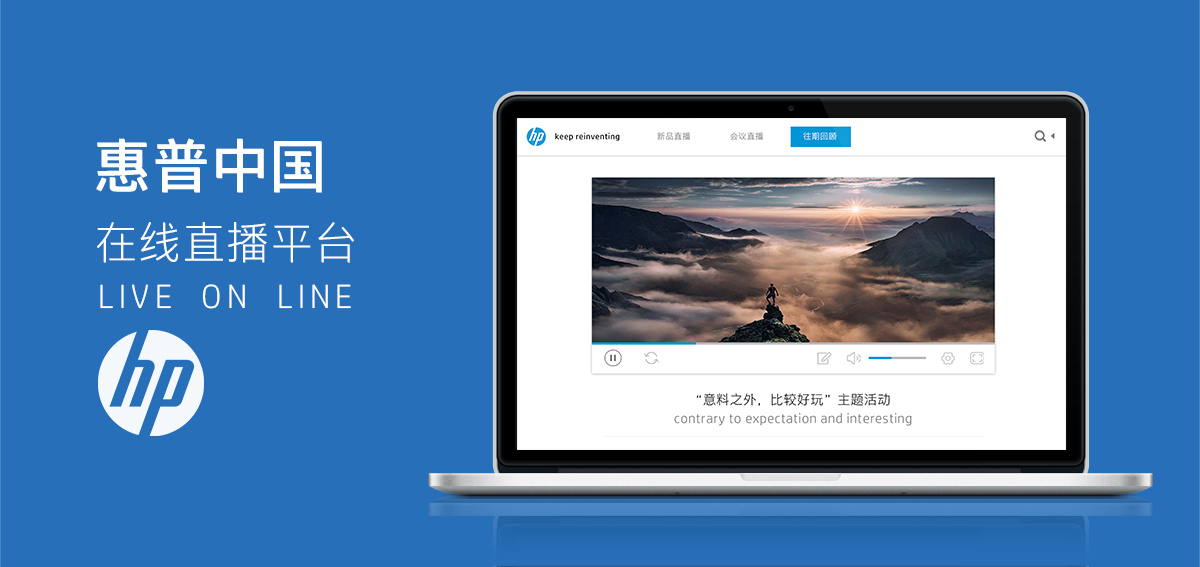 惠普中国
在线直播平台
LIVE ON LINE
hp
hp keep reinventing 新品直播 会议直播 往期回顾
“意料之外，比较好玩”主题活动
contrary to expectation and interesting